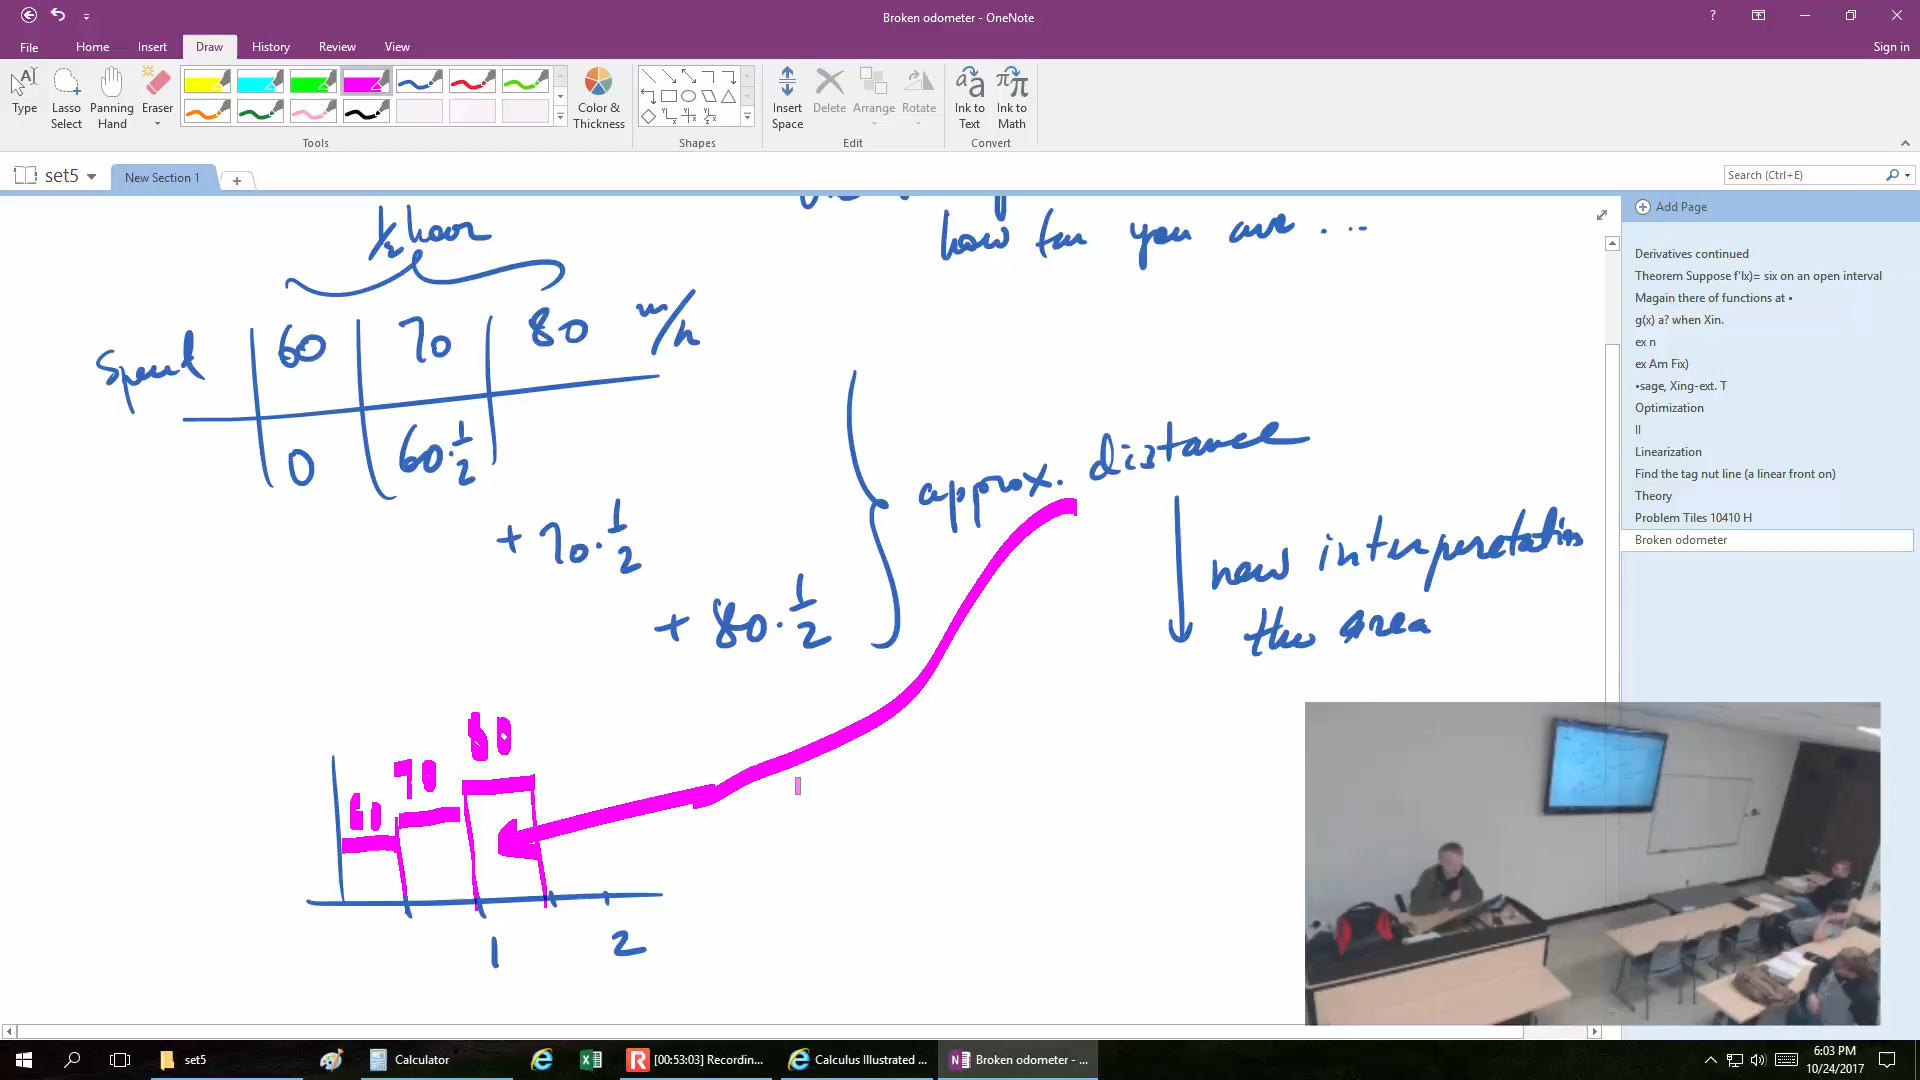 Broken odometer - OneNote
File Home Insert Draw History Review View
Sign in
Type
Lasso Select
Panning Hand
Eraser
Color & Thickness
Insert Space
Delete
Arrange
Rotate
Ink to Text
Ink to Math
Tools Shapes Edit Convert
set5 New Section 1
Search (Ctrl+E)
Add Page
Derivatives continued
Theorem Suppose f'Ix)= six on an open interval
Magain there of functions at •
g(x) a? when Xin.
ex n
ex Am Fix)
•sage, Xing-ext. T
Optimization
II
Linearization
Find the tag nut line (a linear front on)
Theory
Problem Tiles 10410 H
Broken odometer
how far you are ...
½ hour
Speed 60 70 80 m/h
0 60·1/2
+ 70·1/2
+ 80·1/2
approx. distance
new interpretation
the area
60 70 80
1 2
set5
Calculator
[00:53:03] Recordin...
Calculus Illustrated ...
Broken odometer - ...
6:03 PM
10/24/2017